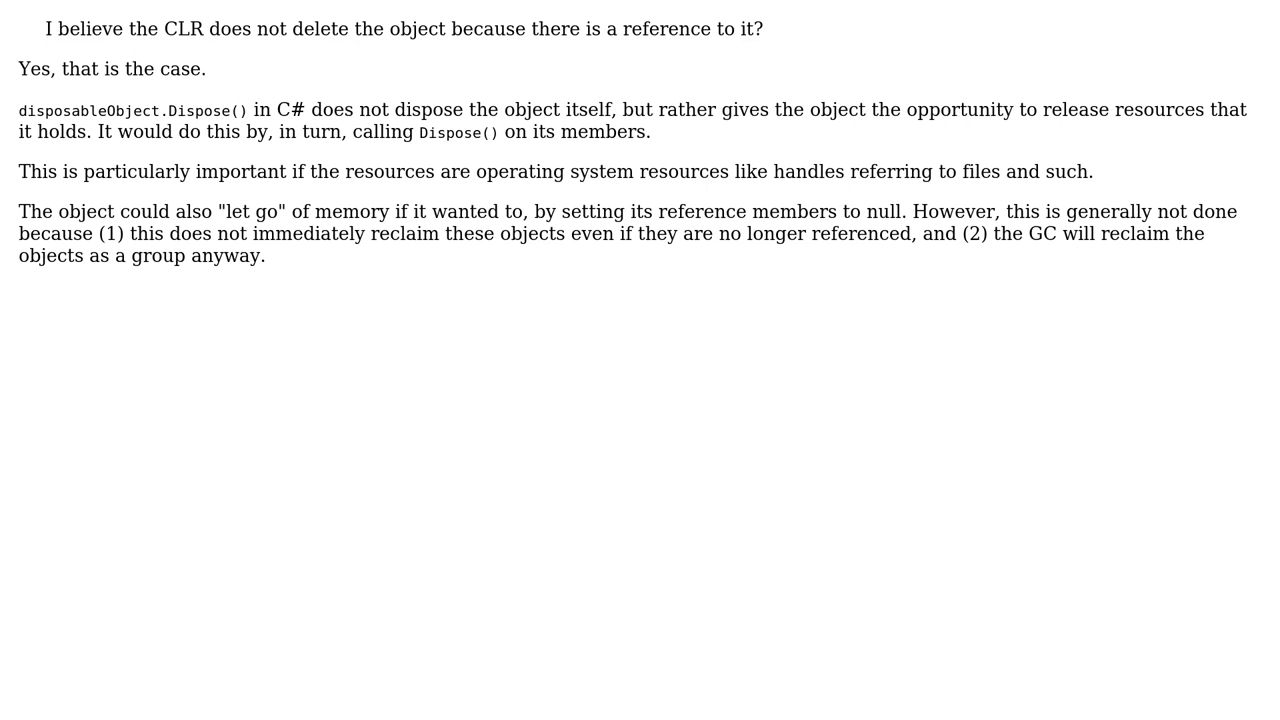 I believe the CLR does not delete the object because there is a reference to it?
Yes, that is the case.
disposableObject.Dispose() in C# does not dispose the object itself, but rather gives the object the opportunity to release resources that
it holds. It would do this by, in turn, calling Dispose() on its members.
This is particularly important if the resources are operating system resources like handles referring to files and such.
The object could also "let go" of memory if it wanted to, by setting its reference members to null. However, this is generally not done
because (1) this does not immediately reclaim these objects even if they are no longer referenced, and (2) the GC will reclaim the
objects as a group anyway.